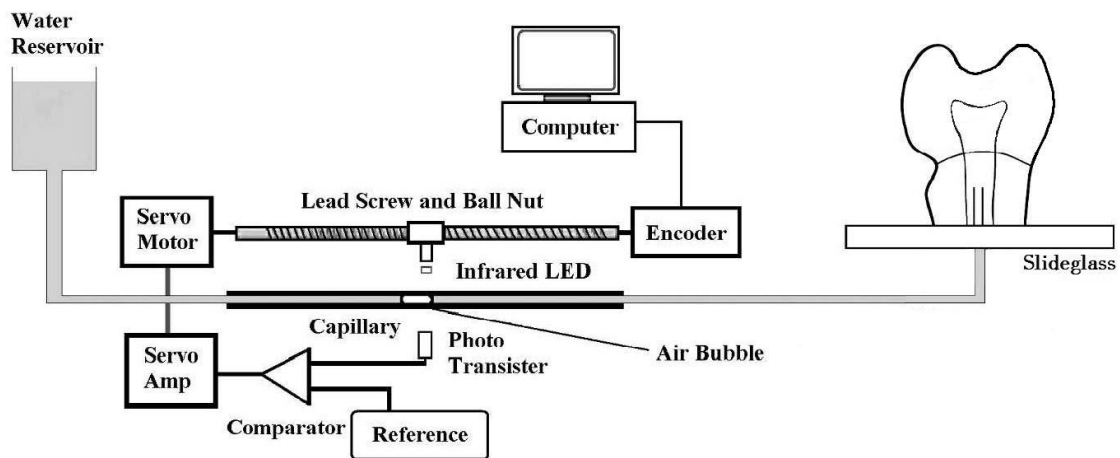 Water
Reservoir
Computer
Lead Screw and Ball Nut
Servo
Motor
Encoder
Slideglass
Infrared LED
Capillary
Photo
Transister
Air Bubble
Servo
Amp
Comparator
Reference